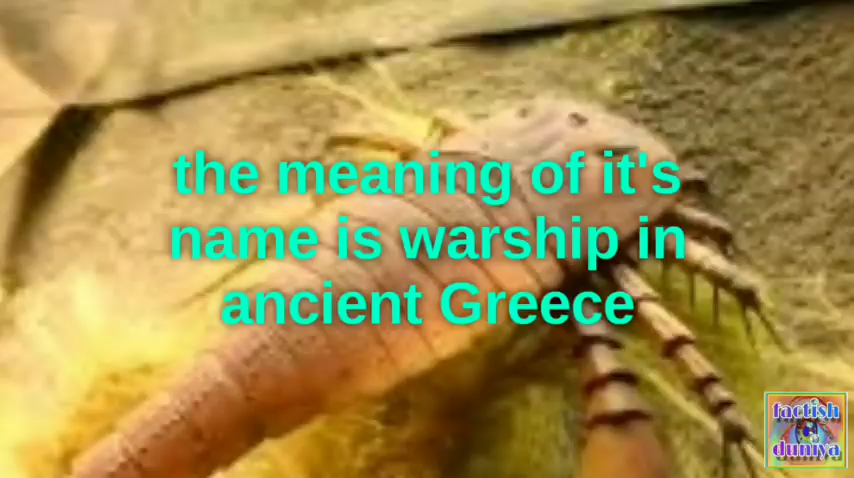 the meaning of it's
name is warship in
ancient Greece
factish
duniya